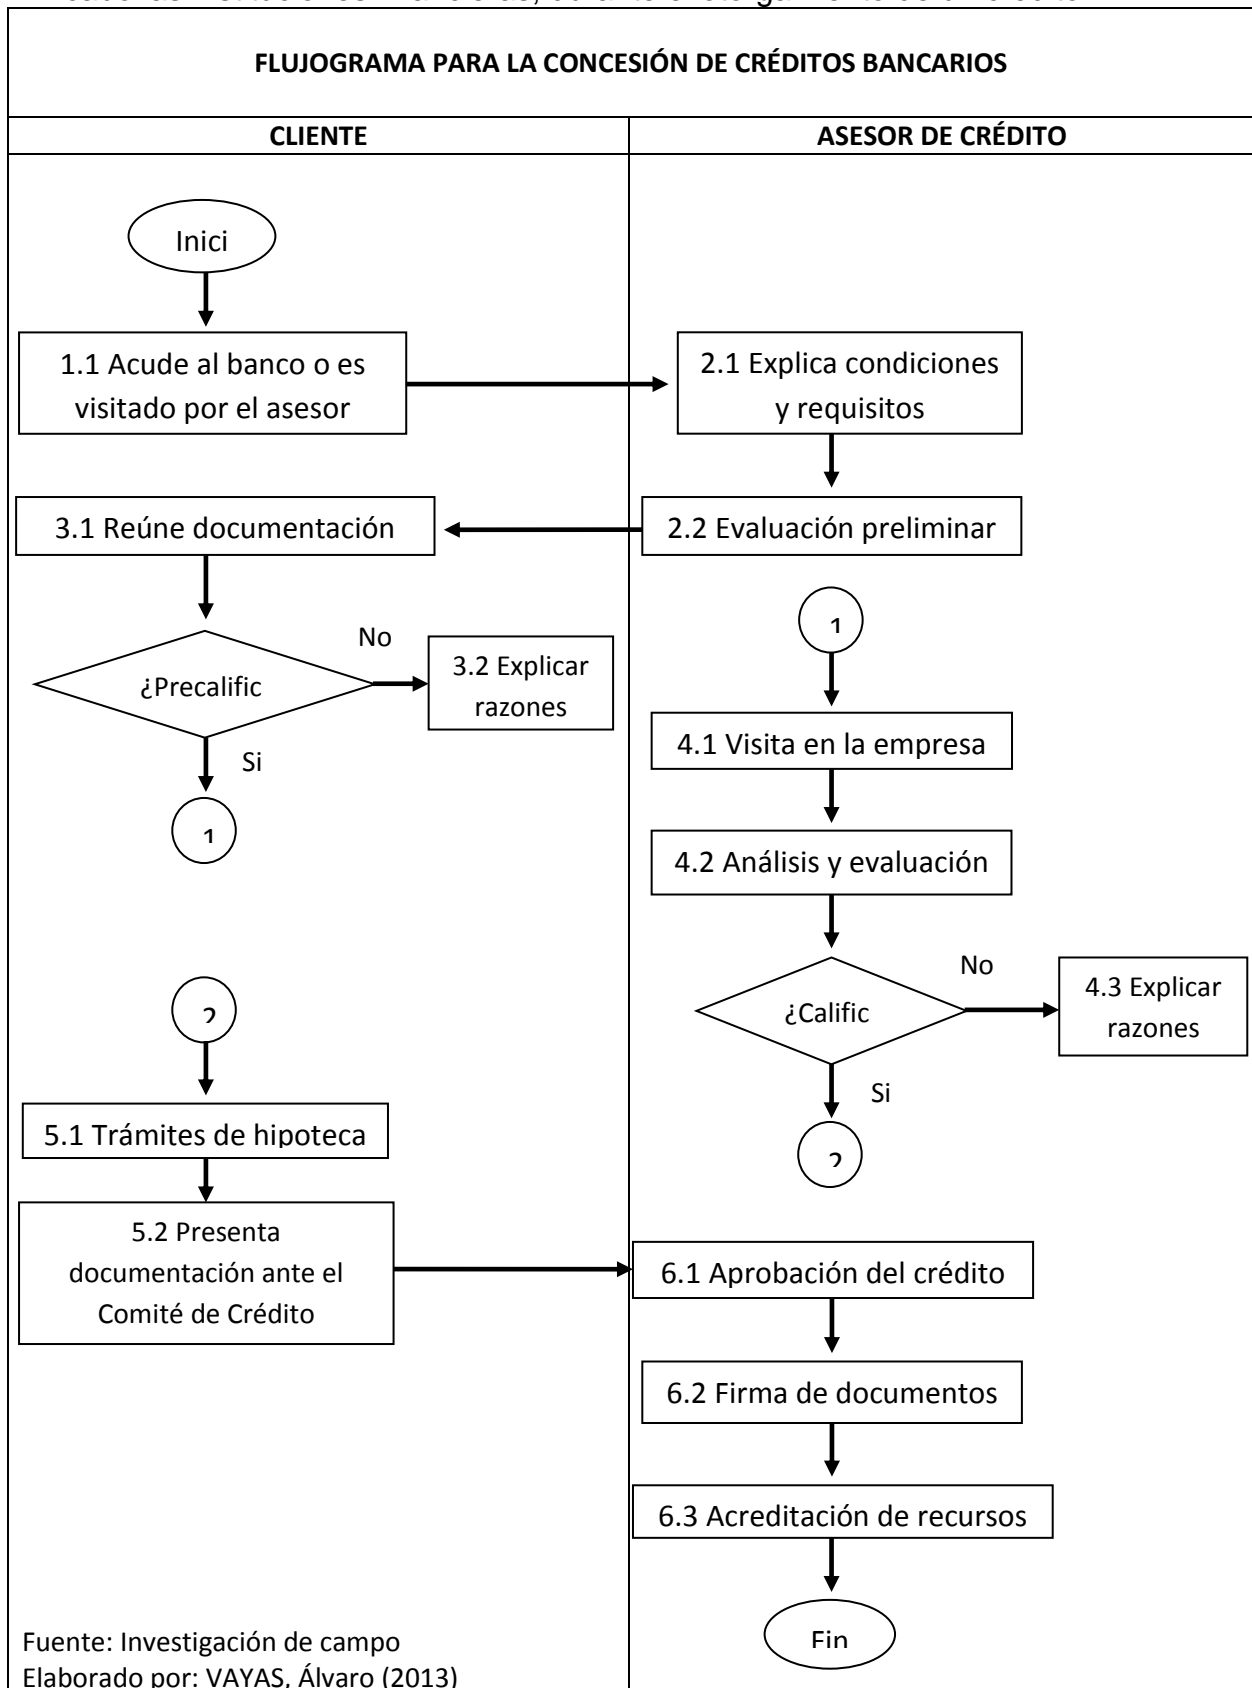 FLUJOGRAMA PARA LA CONCESIÓN DE CRÉDITOS BANCARIOS
CLIENTE
ASESOR DE CRÉDITO
Inici
1.1 Acude al banco o es
visitado por el asesor
2.1 Explica condiciones
y requisitos
3.1 Reúne documentación
2.2 Evaluación preliminar
1
No
¿Precalific
3.2 Explicar
razones
Si
1
4.1 Visita en la empresa
4.2 Análisis y evaluación
No
¿Calific
4.3 Explicar
razones
Si
2
2
5.1 Trámites de hipoteca
5.2 Presenta
documentación ante el
Comité de Crédito
6.1 Aprobación del crédito
6.2 Firma de documentos
6.3 Acreditación de recursos
Fin
Fuente: Investigación de campo
Elaborado por: VAYAS, Álvaro (2013)